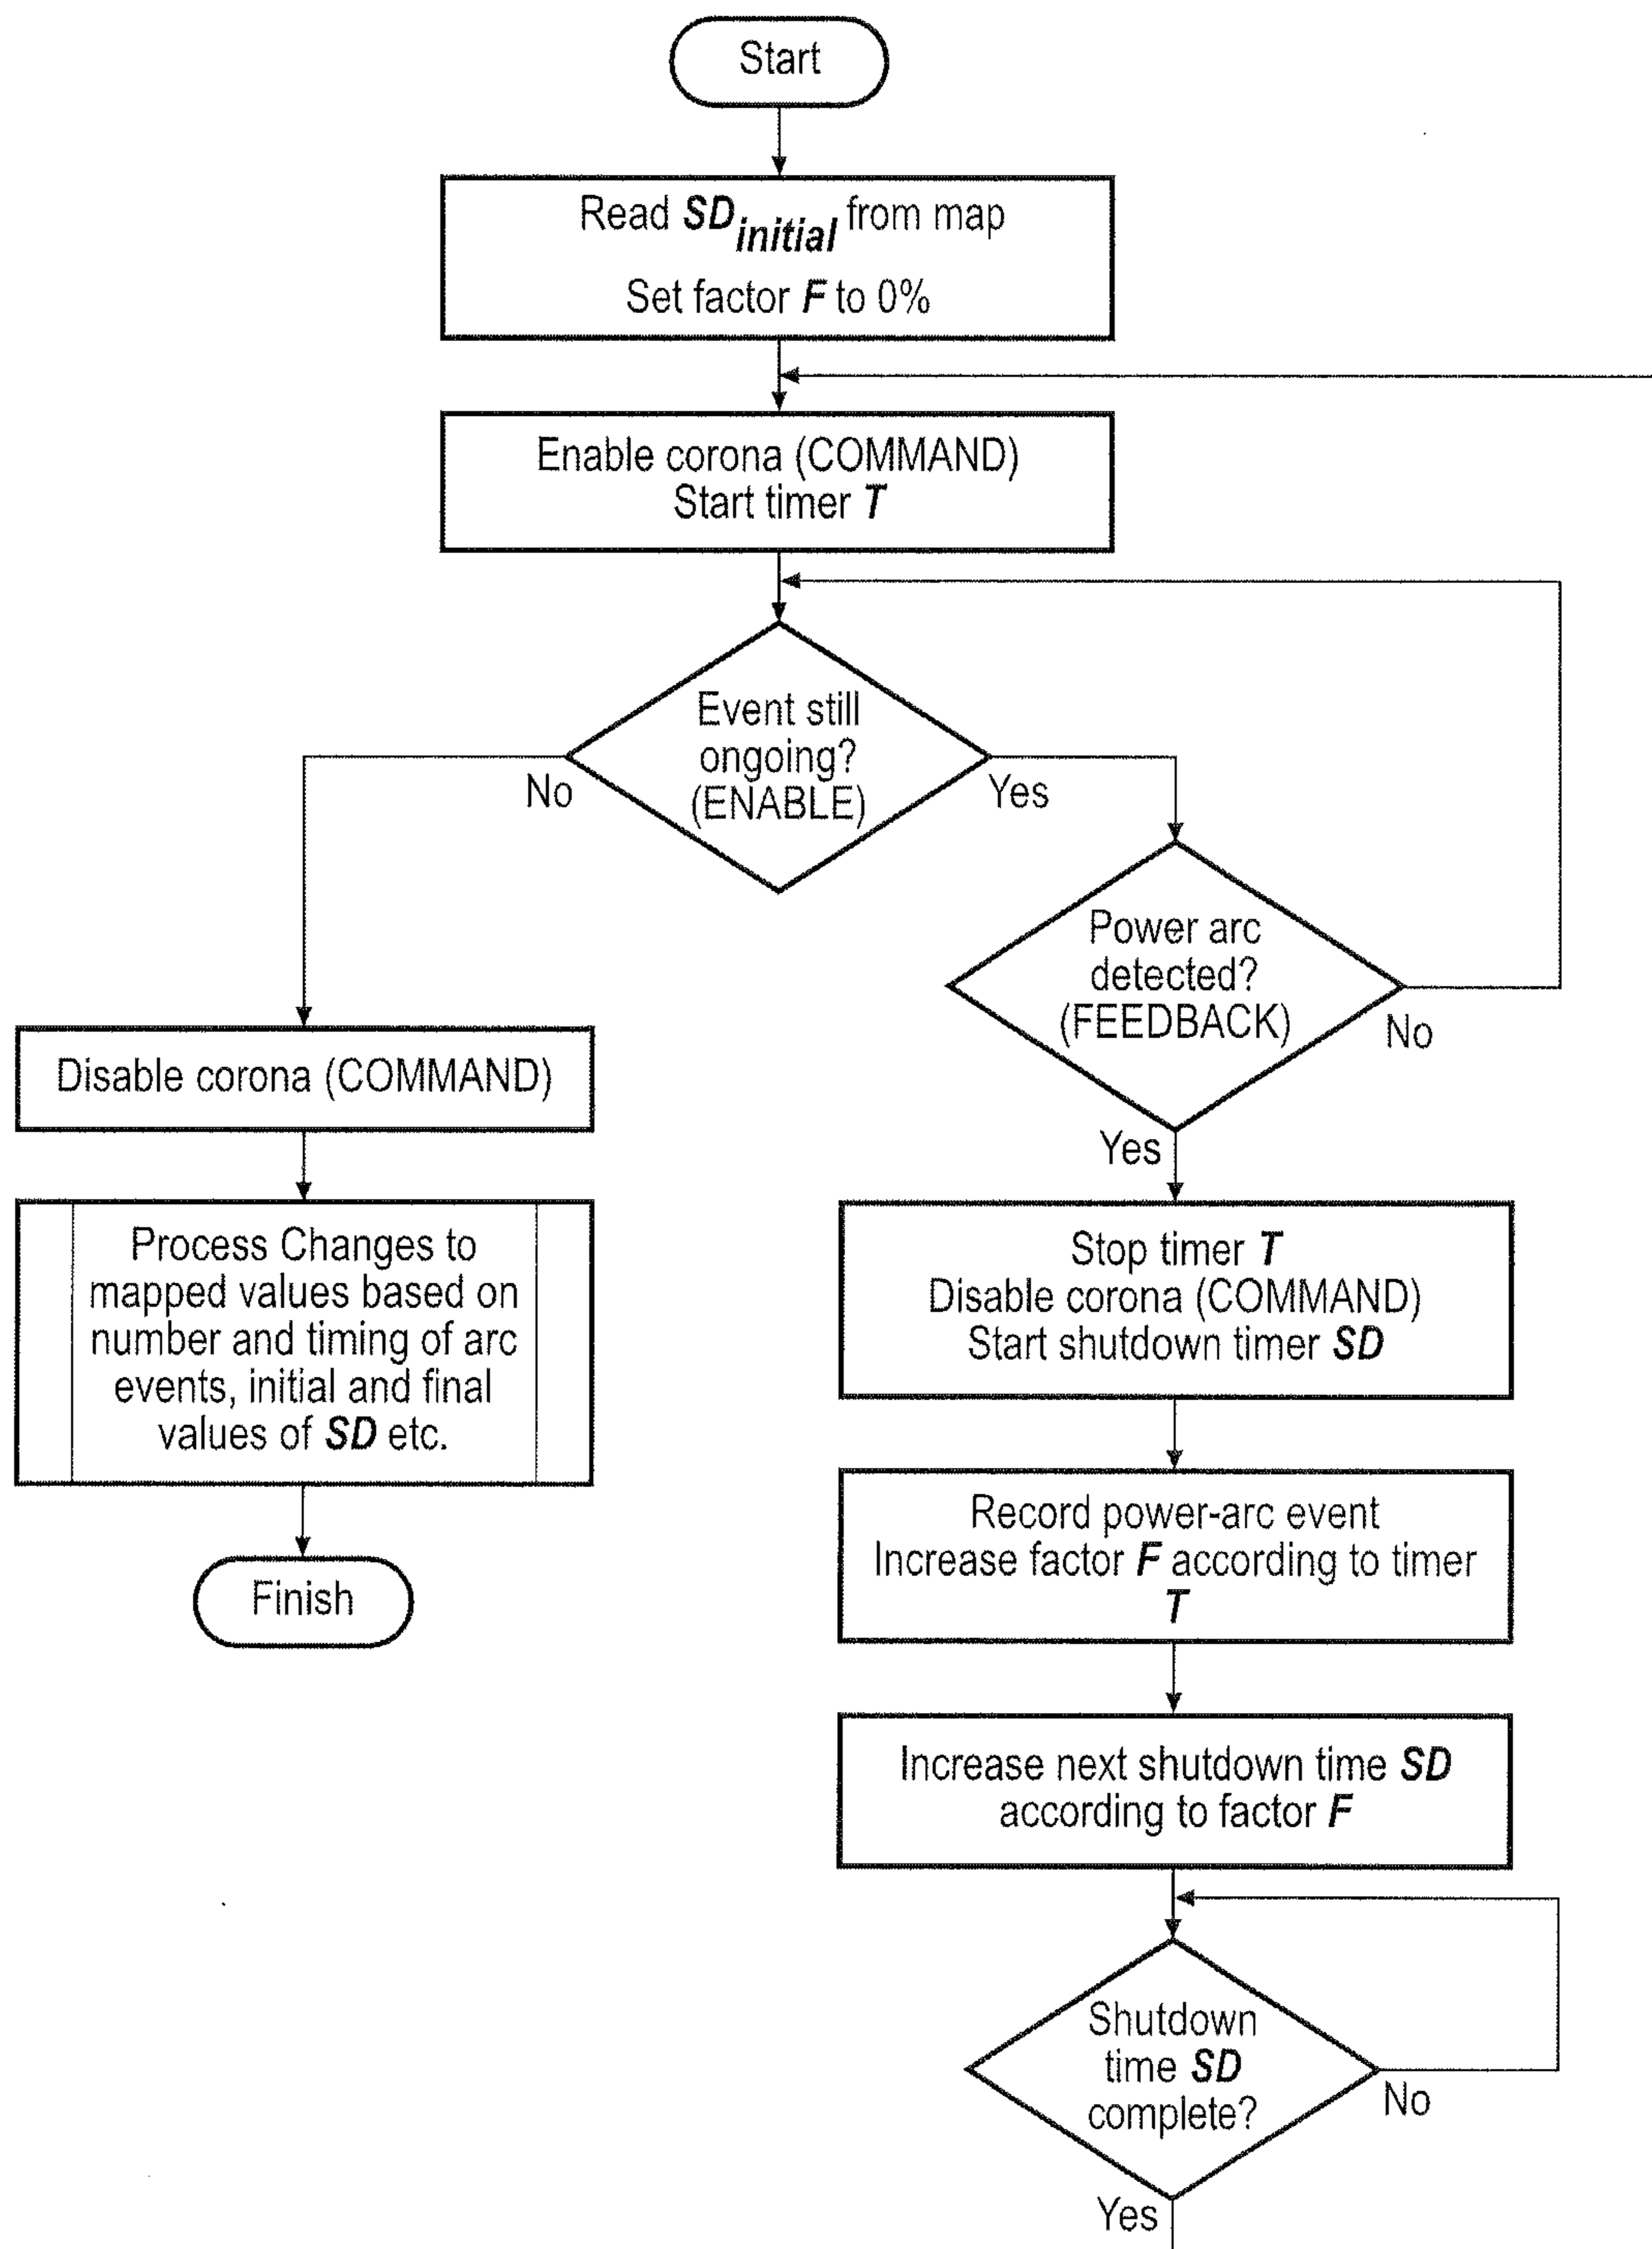 Start
Read SD initial from map
Set factor F to 0%
Enable corona (COMMAND)
Start timer T
Event still
ongoing?
(ENABLE)
No
Yes
Power arc
detected?
(FEEDBACK)
No
Yes
Disable corona (COMMAND)
Process Changes to
mapped values based on
number and timing of arc
events, initial and final
values of SD etc.
Finish
Stop timer T
Disable corona (COMMAND)
Start shutdown timer SD
Record power-arc event
Increase factor F according to timer
T
Increase next shutdown time SD
according to factor F
Shutdown
time SD
complete?
No
Yes